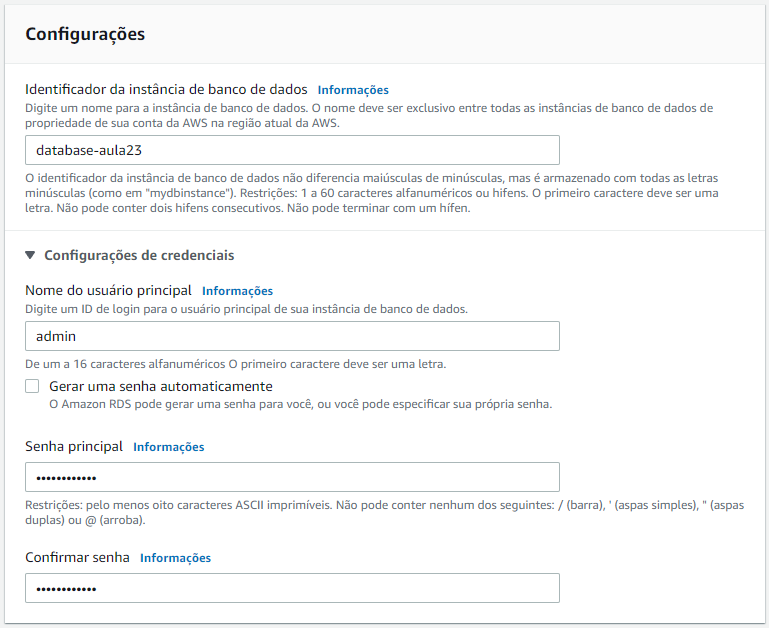 Configurações
Identificador da instância de banco de dados Informações
Digite um nome para a instância de banco de dados. O nome deve ser exclusivo entre todas as instâncias de banco de dados de
propriedade de sua conta da AWS na região atual da AWS.
database-aula23
O identificador da instância de banco de dados não diferencia maiúsculas de minúsculas, mas é armazenado com todas as letras
minúsculas (como em "mydbinstance"). Restrições: 1 a 60 caracteres alfanuméricos ou hifens. O primeiro caractere deve ser uma
letra. Não pode conter dois hifens consecutivos. Não pode terminar com um hífen.
Configurações de credenciais
Nome do usuário principal Informações
Digite um ID de login para o usuário principal de sua instância de banco de dados.
admin
De um a 16 caracteres alfanuméricos O primeiro caractere deve ser uma letra.
Gerar uma senha automaticamente
O Amazon RDS pode gerar uma senha para você, ou você pode especificar sua própria senha.
Senha principal Informações
••••••••••••
Restrições: pelo menos oito caracteres ASCII imprimíveis. Não pode conter nenhum dos seguintes: / (barra), ' (aspas simples), " (aspas
duplas) ou @ (arroba).
Confirmar senha Informações
••••••••••••